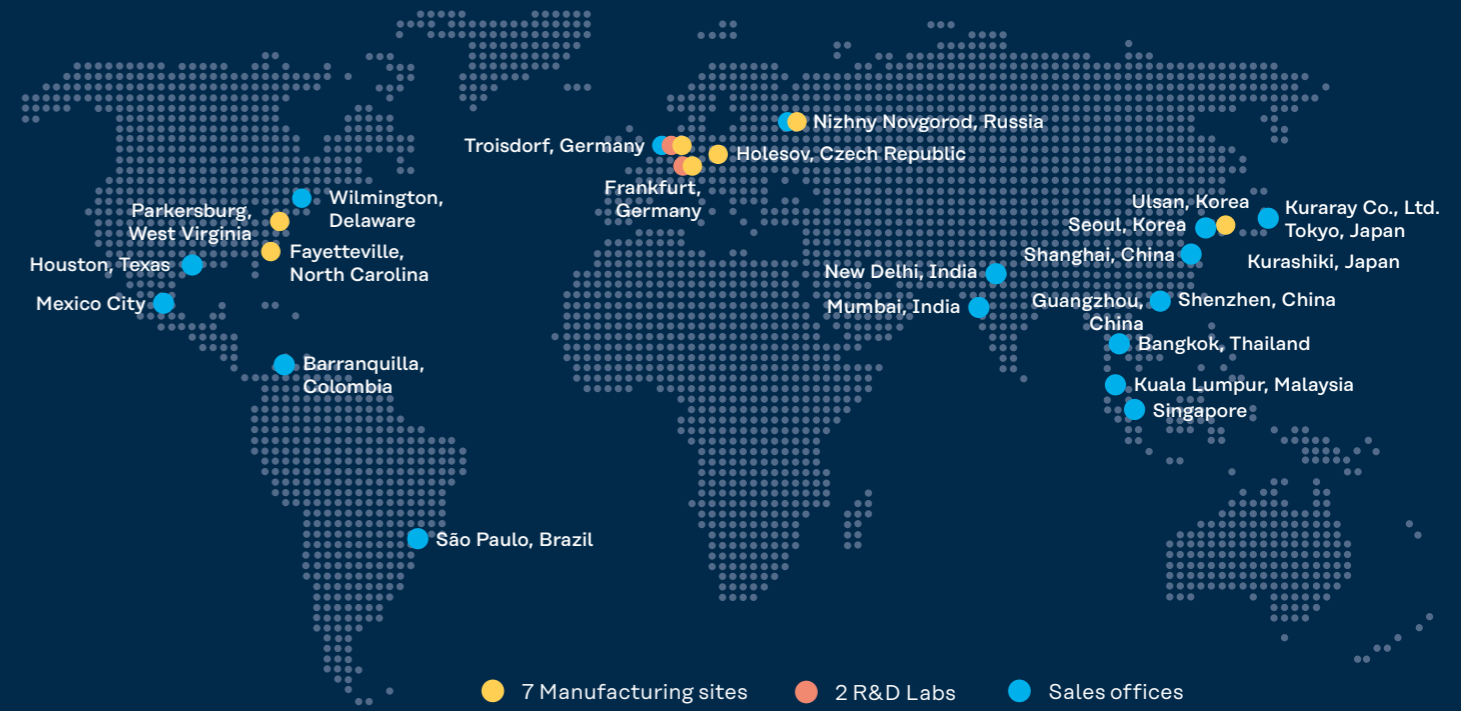 Nizhny Novgorod, Russia
Troisdorf, Germany
Holesov, Czech Republic
Frankfurt,
Germany
Wilmington,
Delaware
Parkersburg,
West Virginia
Fayetteville,
North Carolina
Houston, Texas
Mexico City
Barranquilla,
Colombia
São Paulo, Brazil
Ulsan, Korea
Seoul, Korea
Kuraray Co., Ltd.
Tokyo, Japan
Shanghai, China
Kurashiki, Japan
New Delhi, India
Mumbai, India
Guangzhou,
China
Shenzhen, China
Bangkok, Thailand
Kuala Lumpur, Malaysia
Singapore
7 Manufacturing sites
2 R&D Labs
Sales offices